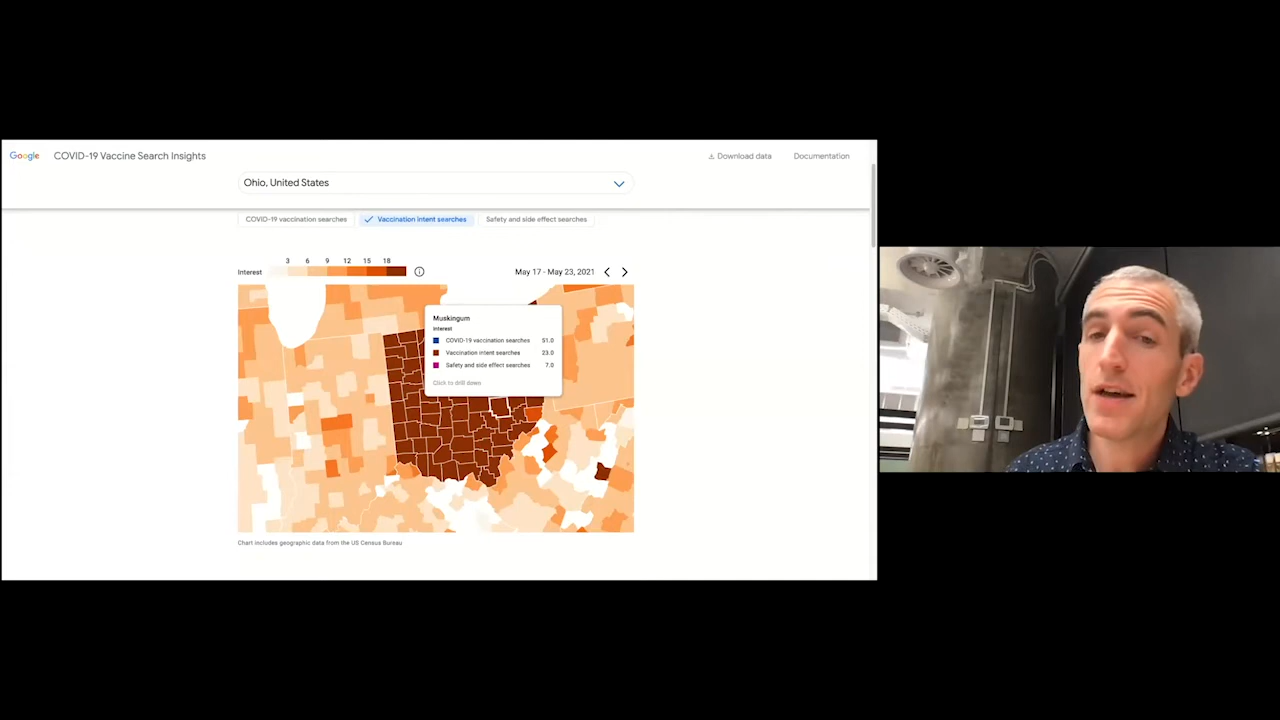 Google COVID-19 Vaccine Search Insights Download data Documentation
Ohio, United States
COVID-19 vaccination searches Vaccination intent searches Safety and side effect searches
3 6 9 12 15 18
Interest May 17 - May 23, 2021
Muskingum
Interest
COVID-19 vaccination searches 51.0
Vaccination intent searches 23.0
Safety and side effect searches 7.0
Click to drill down
Chart includes geographic data from the US Census Bureau